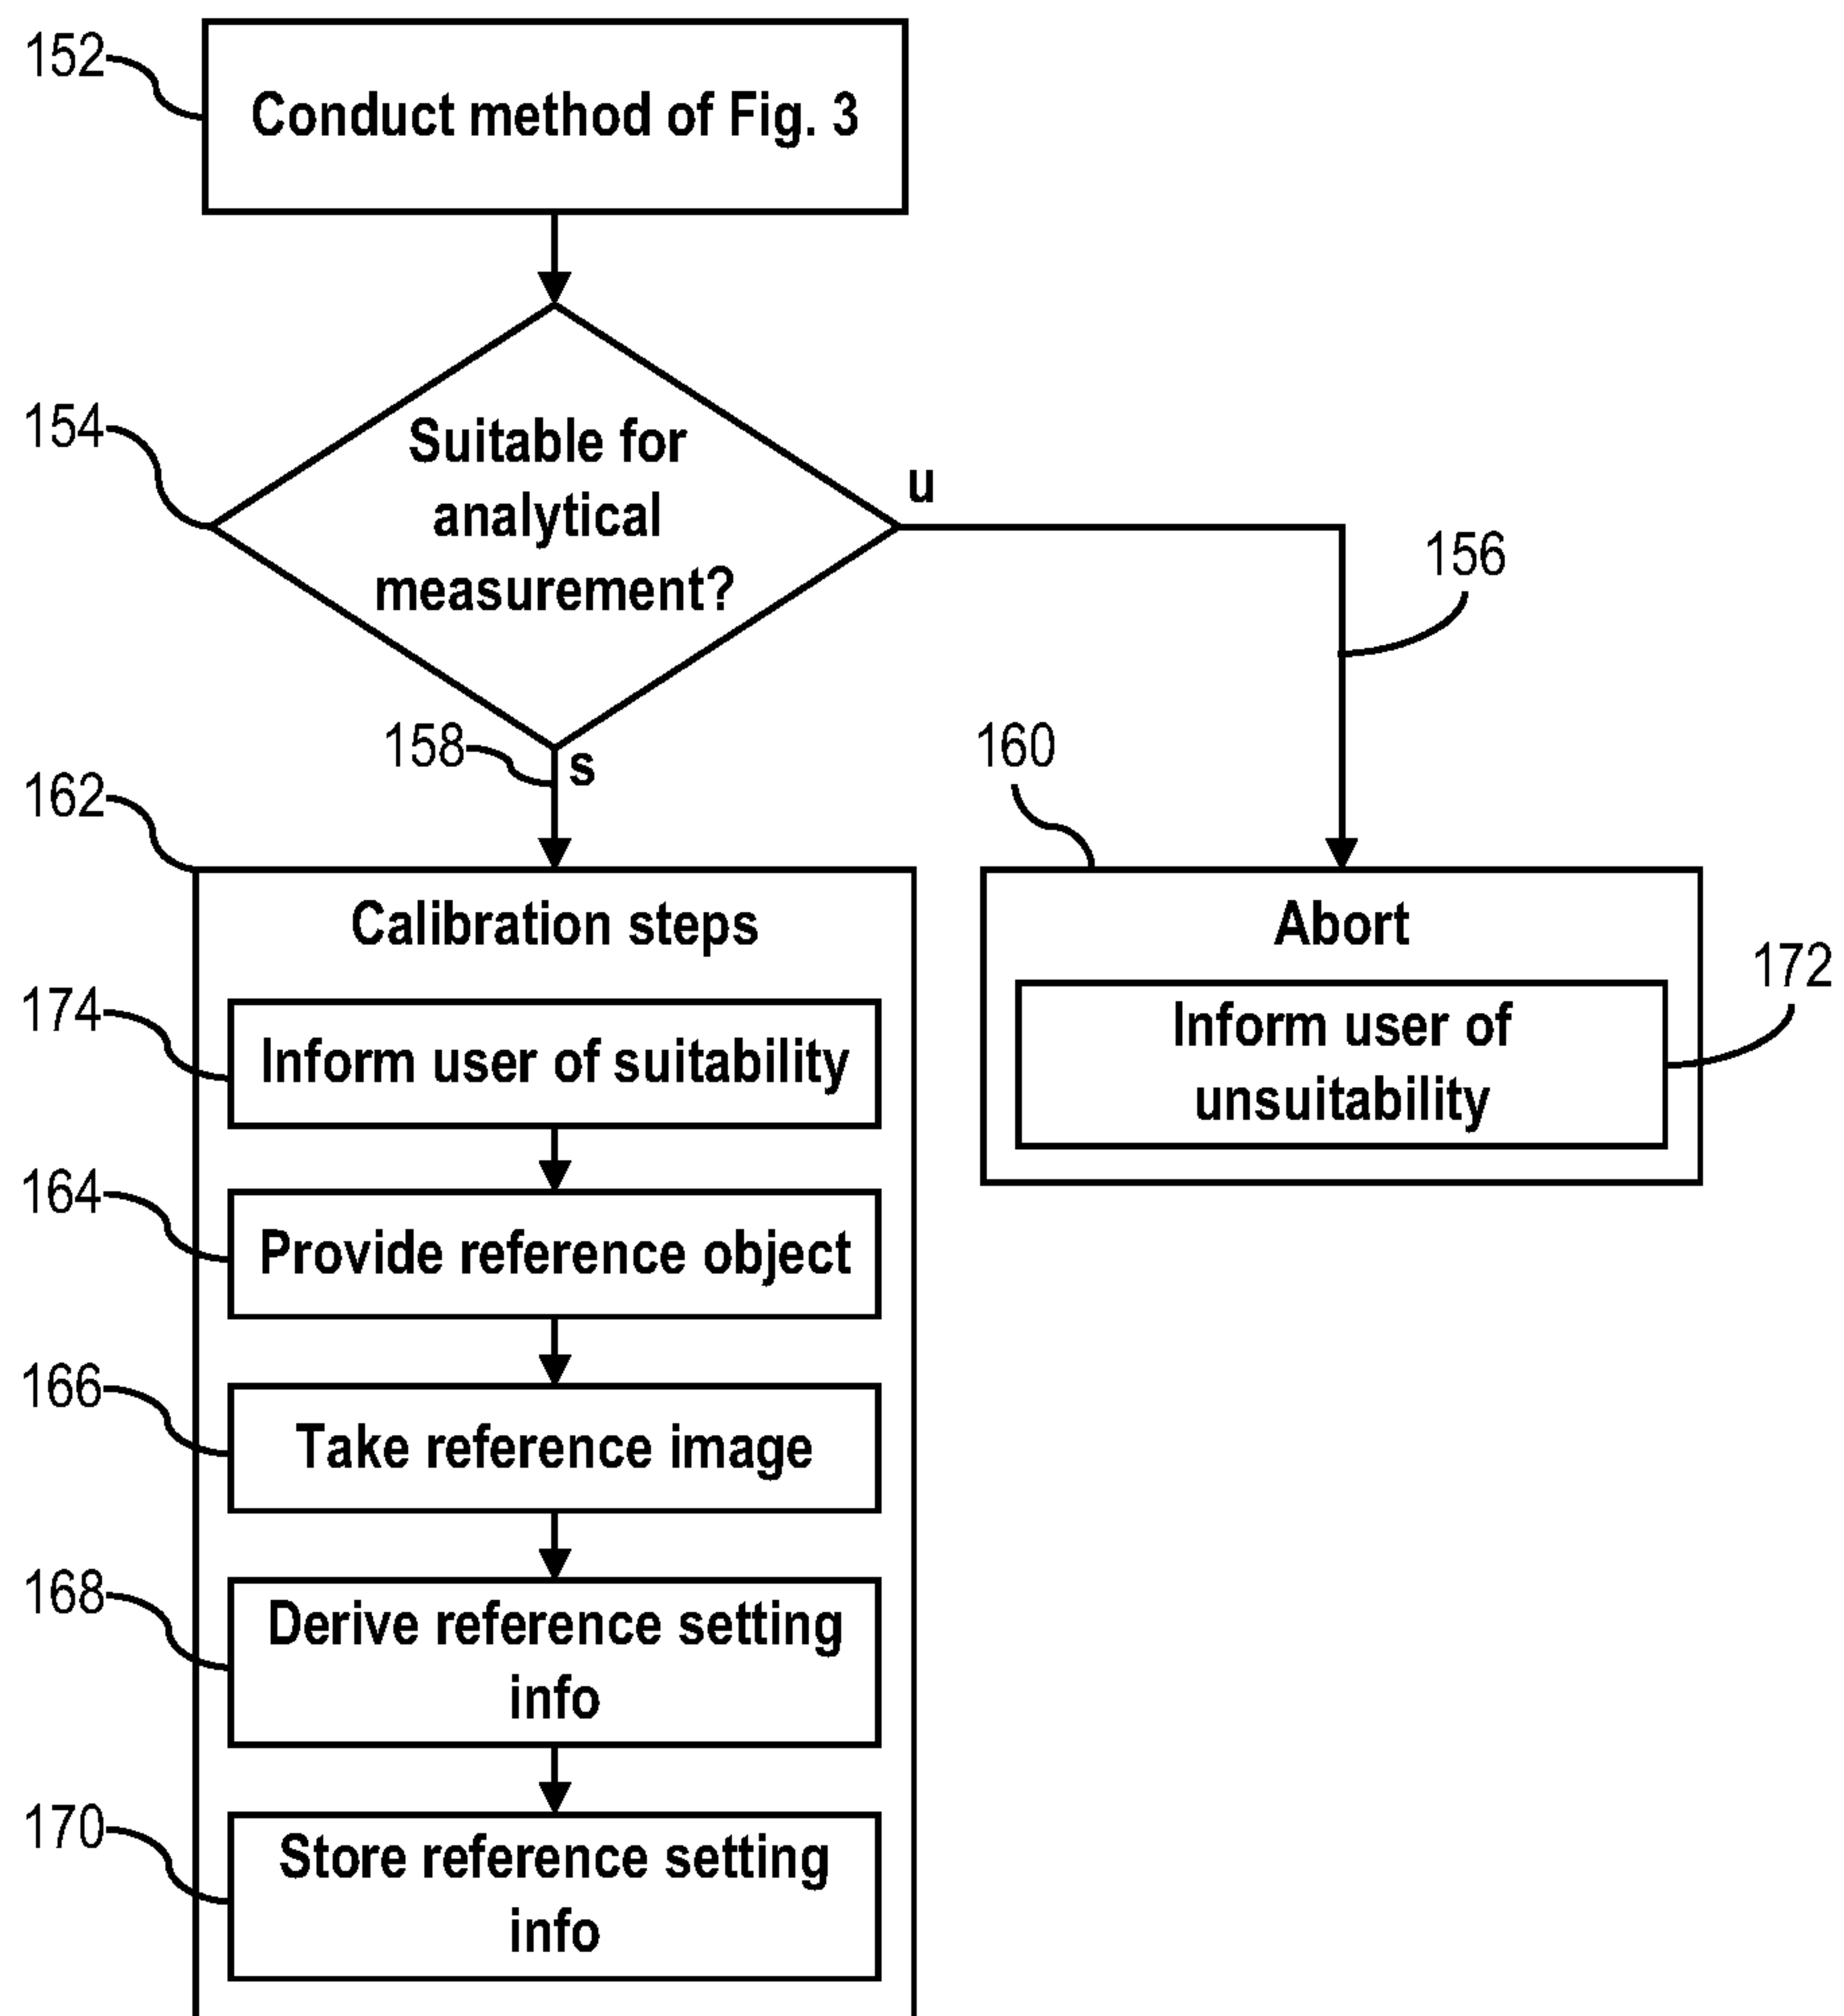 152
Conduct method of Fig. 3
154
Suitable for
analytical
measurement?
u
156
158
s
160
162
Calibration steps
174
Inform user of suitability
164
Provide reference object
166
Take reference image
168
Derive reference setting
info
170
Store reference setting
info
Abort
172
Inform user of
unsuitability